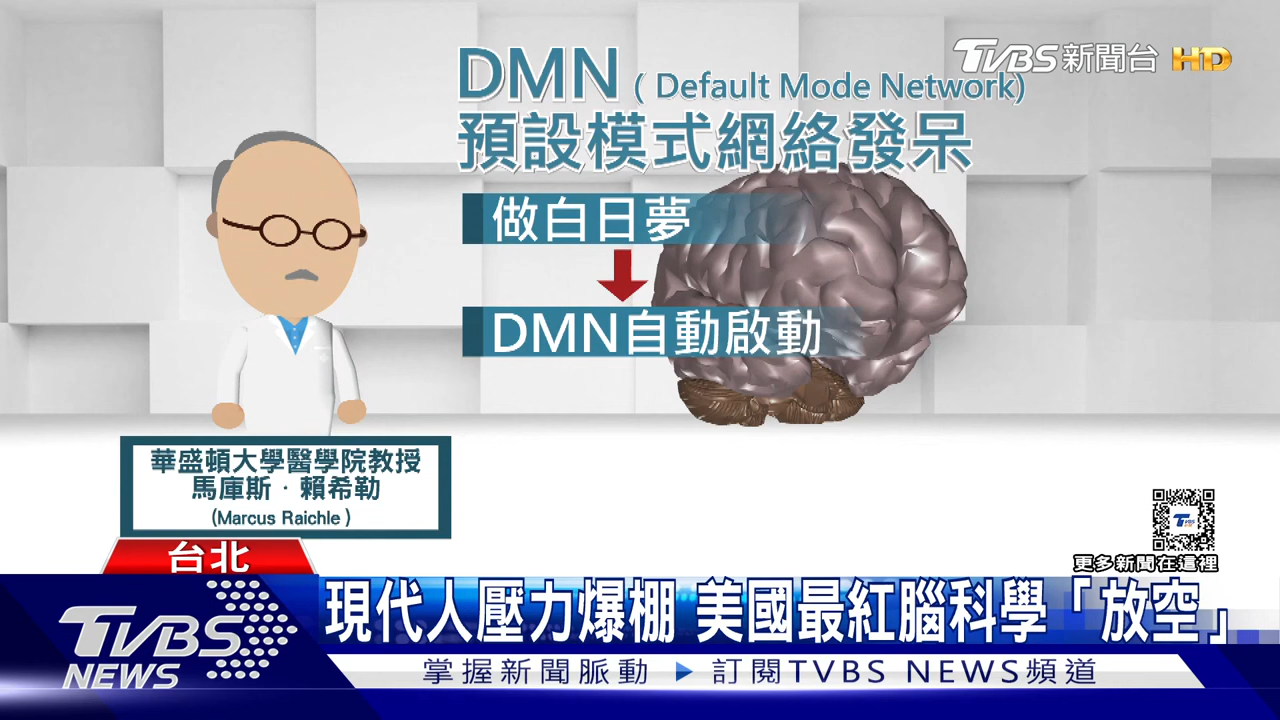 TVBS新聞台 HD
DMN ( Default Mode Network)
預設模式網絡發呆
做白日夢
DMN自動啟動
華盛頓大學醫學院教授
馬庫斯．賴希勒
(Marcus Raichle )
TVBS
更多新聞在這裡
台北
現代人壓力爆棚 美國最紅腦科學「放空」
TVBS NEWS
掌握新聞脈動 ▶ 訂閱TVBS NEWS頻道